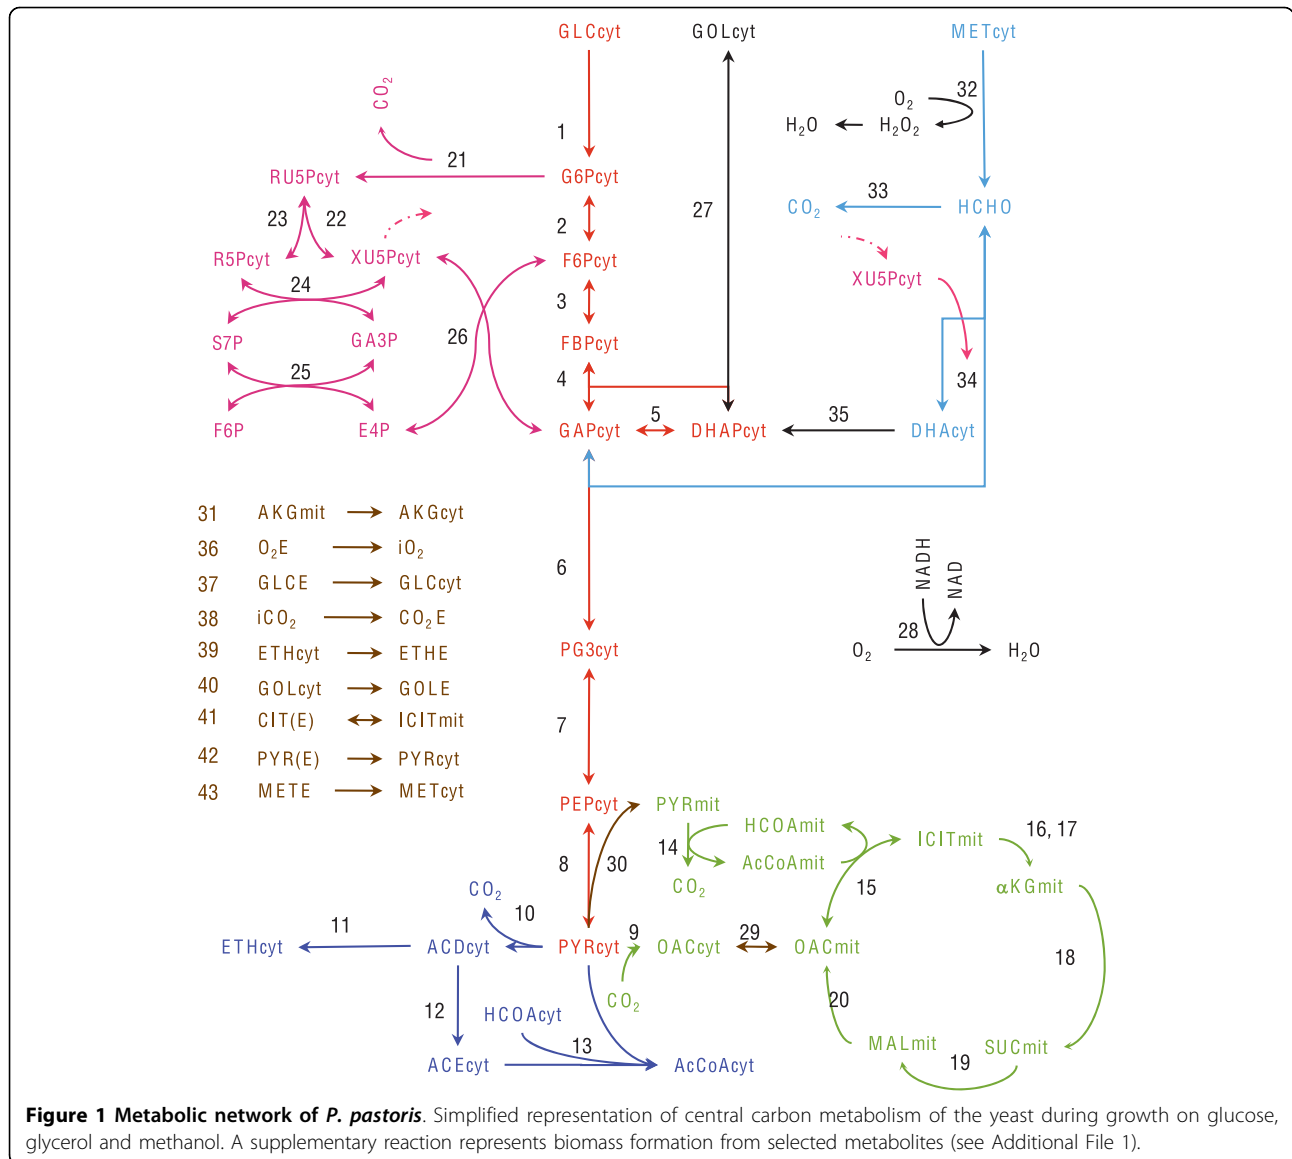 GLCcyt GOLcyt METcyt
CO₂
O₂ 32
1 H₂O H₂O₂
21
RU5Pcyt G6Pcyt
33
CO₂ HCHO
27
23 22 2
R5Pcyt XU5Pcyt F6Pcyt
XU5Pcyt
24 3
S7P GA3P 26 FBPcyt
25 4 34
5 35
F6P E4P GAPcyt DHAPcyt DHAcyt
31 AKGmit AKGcyt
36 O₂E iO₂
37 GLCE GLCcyt
38 iCO₂ CO₂E
39 ETHcyt ETHE
40 GOLcyt GOLE
41 CIT(E) ICITmit
42 PYR(E) PYRcyt
43 METE METcyt
6
NADH NAD
28
O₂ H₂O
PG3cyt
7
PEPcyt PYRmit
HCOAmit 16, 17
ICITmit
8 30 14
AcCoAmit
CO₂ CO₂ 15 αKGmit
10
11 9 29
ETHcyt ACDcyt PYRcyt OACcyt OACmit 18
CO₂ 20
12 HCOAcyt
13 MALmit SUCmit
19
ACEcyt AcCoAcyt
Figure 1 Metabolic network of P. pastoris. Simplified representation of central carbon metabolism of the yeast during growth on glucose,
glycerol and methanol. A supplementary reaction represents biomass formation from selected metabolites (see Additional File 1).